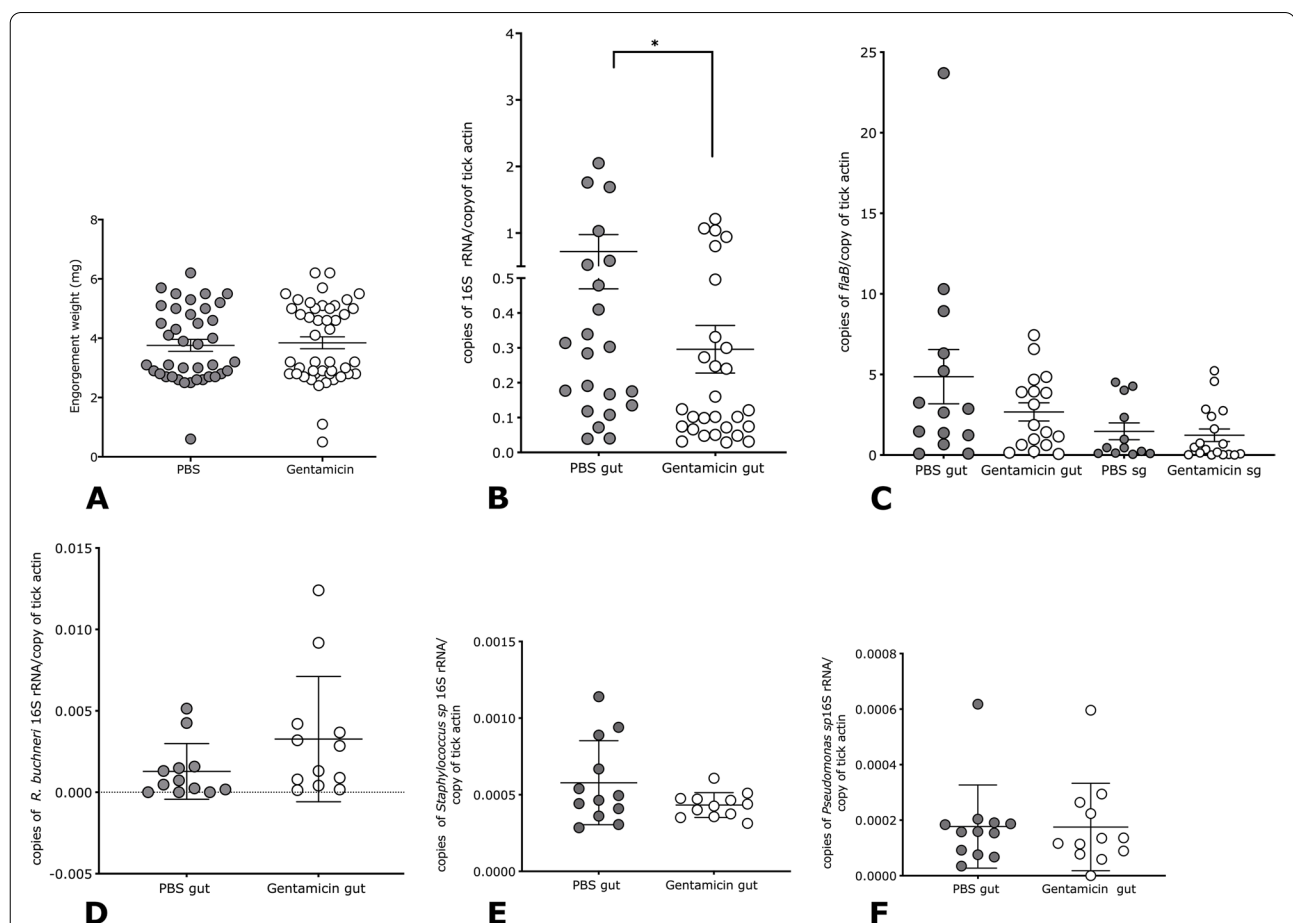 8
6
4
2
0
Engorgement weight (mg)
PBS
Gentamicin
A
4
3
2
1
0.5
0.4
0.3
0.2
0.1
0.0
copies of 16S rRNA/copyof tick actin
*
PBS gut
Gentamicin gut
B
25
20
15
10
5
0
copies of flaB/copy of tick actin
PBS gut
Gentamicin gut
PBS sg
Gentamicin sg
C
0.015
0.010
0.005
0.000
-0.005
copies of R. buchneri 16S rRNA/copy of tick actin
PBS gut
Gentamicin gut
D
0.0015
0.0010
0.0005
0.0000
copies of Staphylococcus sp 16S rRNA/
copy of tick actin
PBS gut
Gentamicin gut
E
0.0008
0.0006
0.0004
0.0002
0.0000
copies of Pseudomonas sp16S rRNA/
copy of tick actin
PBS gut
Gentamicin gut
F